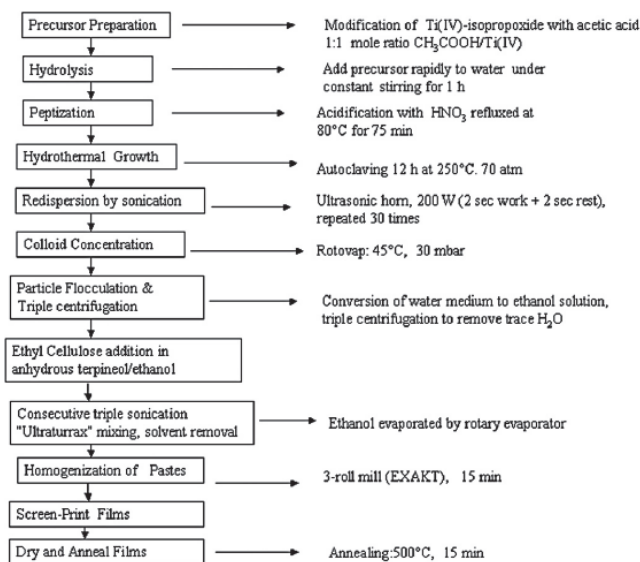 Precursor Preparation
Modification of Ti(IV)-isopropoxide with acetic acid
1:1 mole ratio CH₃COOH/Ti(IV)
Hydrolysis
Add precursor rapidly to water under
constant stirring for 1 h
Peptization
Acidification with HNO₃ refluxed at
80°C for 75 min
Hydrothermal Growth
Autoclaving 12 h at 250°C. 70 atm
Redispersion by sonication
Ultrasonic horn, 200 W (2 sec work + 2 sec rest),
repeated 30 times
Colloid Concentration
Rotovap: 45°C, 30 mbar
Particle Flocculation &
Triple centrifugation
Conversion of water medium to ethanol solution,
triple centrifugation to remove trace H₂O
Ethyl Cellulose addition in
anhydrous terpineol/ethanol
Consecutive triple sonication
"Ultraturrax" mixing, solvent removal
Ethanol evaporated by rotary evaporator
Homogenization of Pastes
3-roll mill (EXAKT), 15 min
Screen-Print Films
Dry and Anneal Films
Annealing:500°C, 15 min